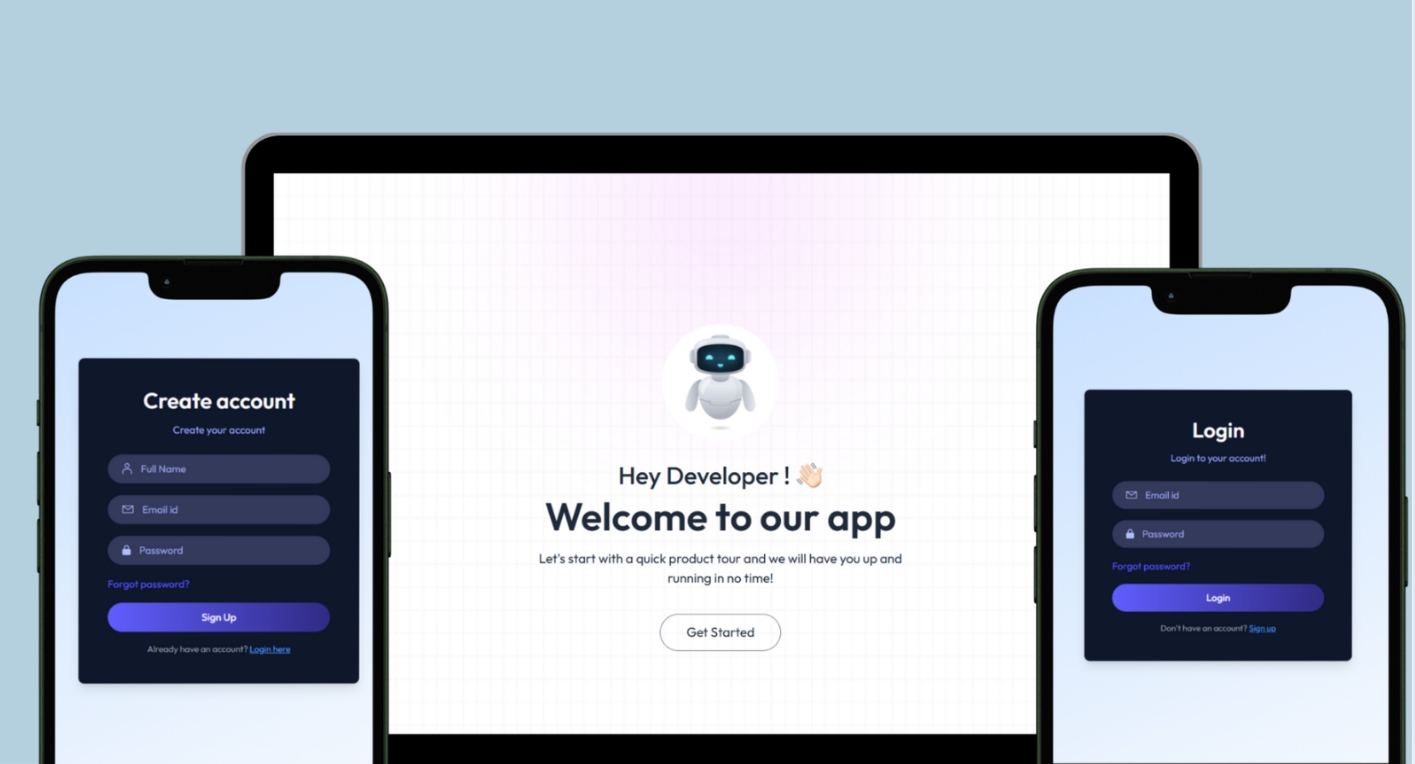 Create account
Create your account
Full Name
Email id
Password
Forgot password?
Sign Up
Already have an account? Login here
Hey Developer ! 👋🏻
Welcome to our app
Let's start with a quick product tour and we will have you up and
running in no time!
Get Started
Login
Login to your account!
Email id
Password
Forgot password?
Login
Don't have an account? Sign up